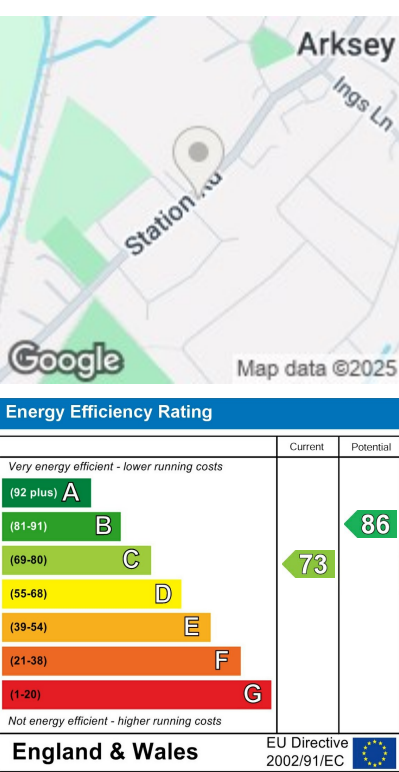 Arksey
Ings Ln
Station Rd
Google
Map data ©2025
Energy Efficiency Rating
Current Potential
Very energy efficient - lower running costs
(92 plus) A
(81-91) B
86
(69-80) C
73
(55-68) D
(39-54) E
(21-38) F
(1-20) G
Not energy efficient - higher running costs
England & Wales
EU Directive
2002/91/EC